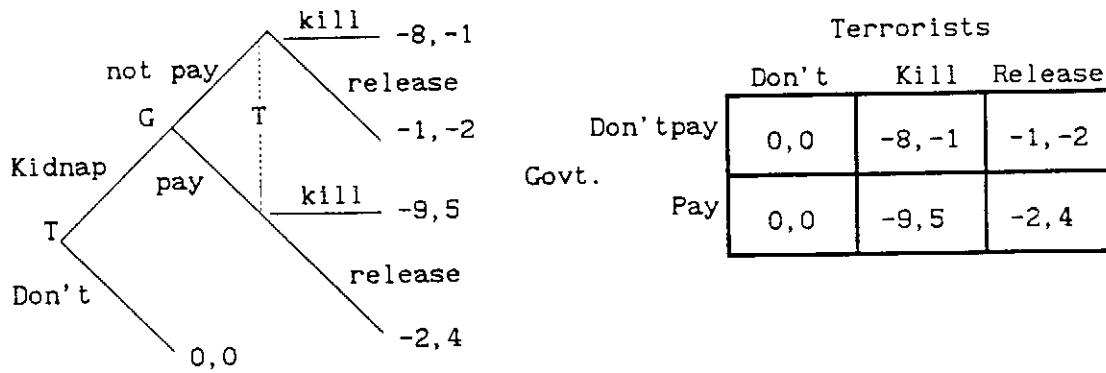 kill
-8,-1
not pay
release
G
T
-1,-2
Kidnap
pay
kill
-9,5
T
release
Don't
-2,4
0,0
Terrorists
Don't Kill Release
Don'tpay 0,0 -8,-1 -1,-2
Govt.
Pay 0,0 -9,5 -2,4